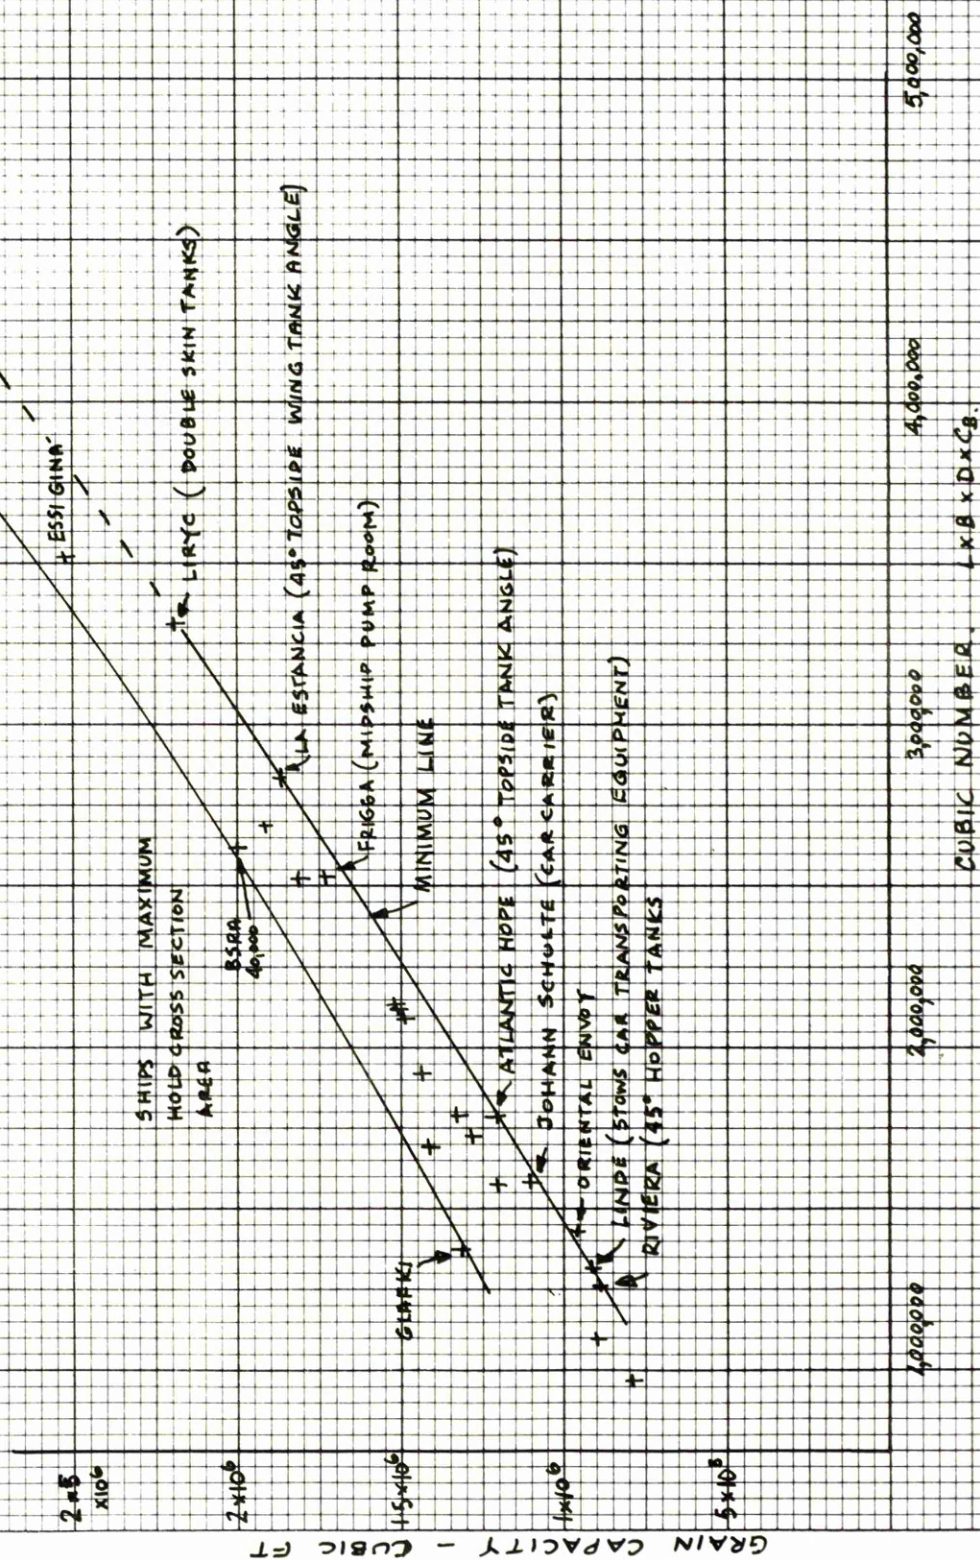 SHIPS WITH MAXIMUM
HOLD CROSS SECTION
AREA
BSRA
40,000
GLAFKI
ESSI GINA
LIRYC (DOUBLE SKIN TANKS)
LA ESTANCIA (45° TOPSIDE WING TANK ANGLE)
FRIGGA (MIDSHIP PUMP ROOM)
MINIMUM LINE
ATLANTIC HOPE (45° TOPSIDE TANK ANGLE)
JOHANN SCHULTE (CAR CARRIER)
ORIENTAL ENVOY
LINDE (STOWS CAR TRANSPORTING EQUIPMENT)
RIVIERA (45° HOPPER TANKS
GRAIN CAPACITY - CUBIC FT
x10⁶
2x10⁶
1·5x10⁶
1x10⁶
1,000,000
2,000,000
3,000,000
4,000,000
5,000,000
CUBIC NUMBER. L x B x D x CB.